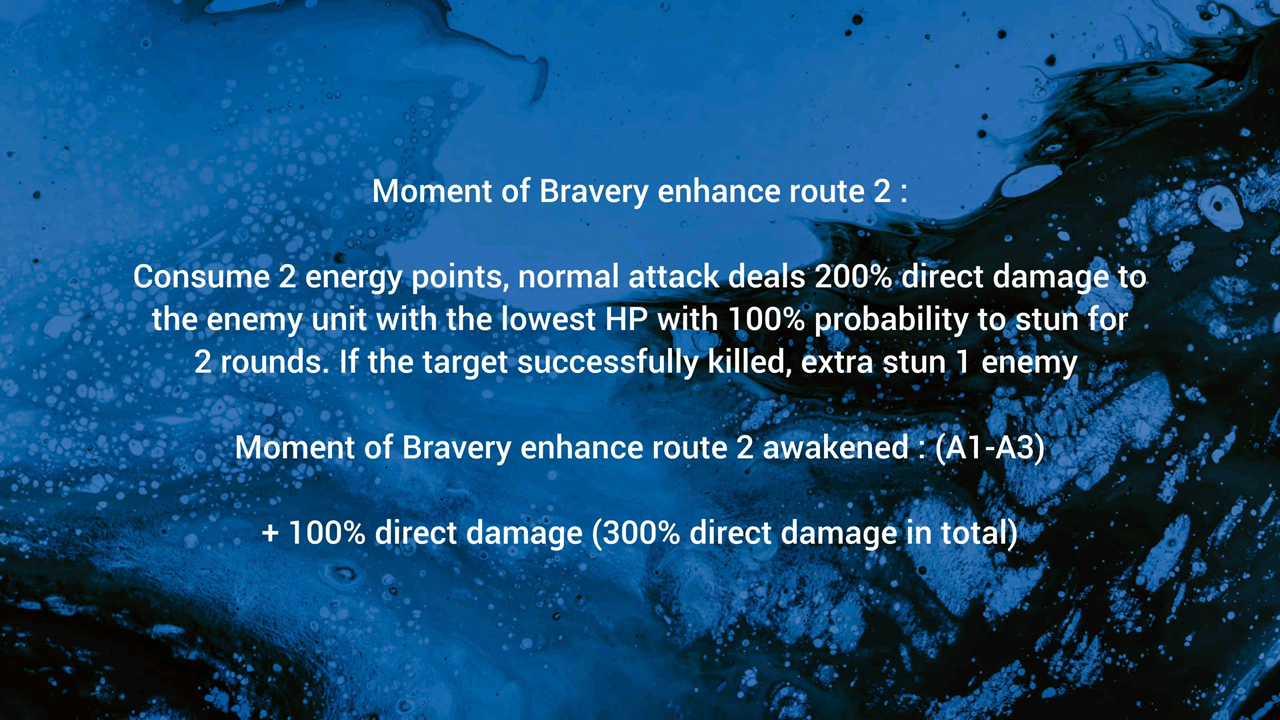 Moment of Bravery enhance route 2 :
Consume 2 energy points, normal attack deals 200% direct damage to
the enemy unit with the lowest HP with 100% probability to stun for
2 rounds. If the target successfully killed, extra stun 1 enemy
Moment of Bravery enhance route 2 awakened : (A1-A3)
+ 100% direct damage (300% direct damage in total)